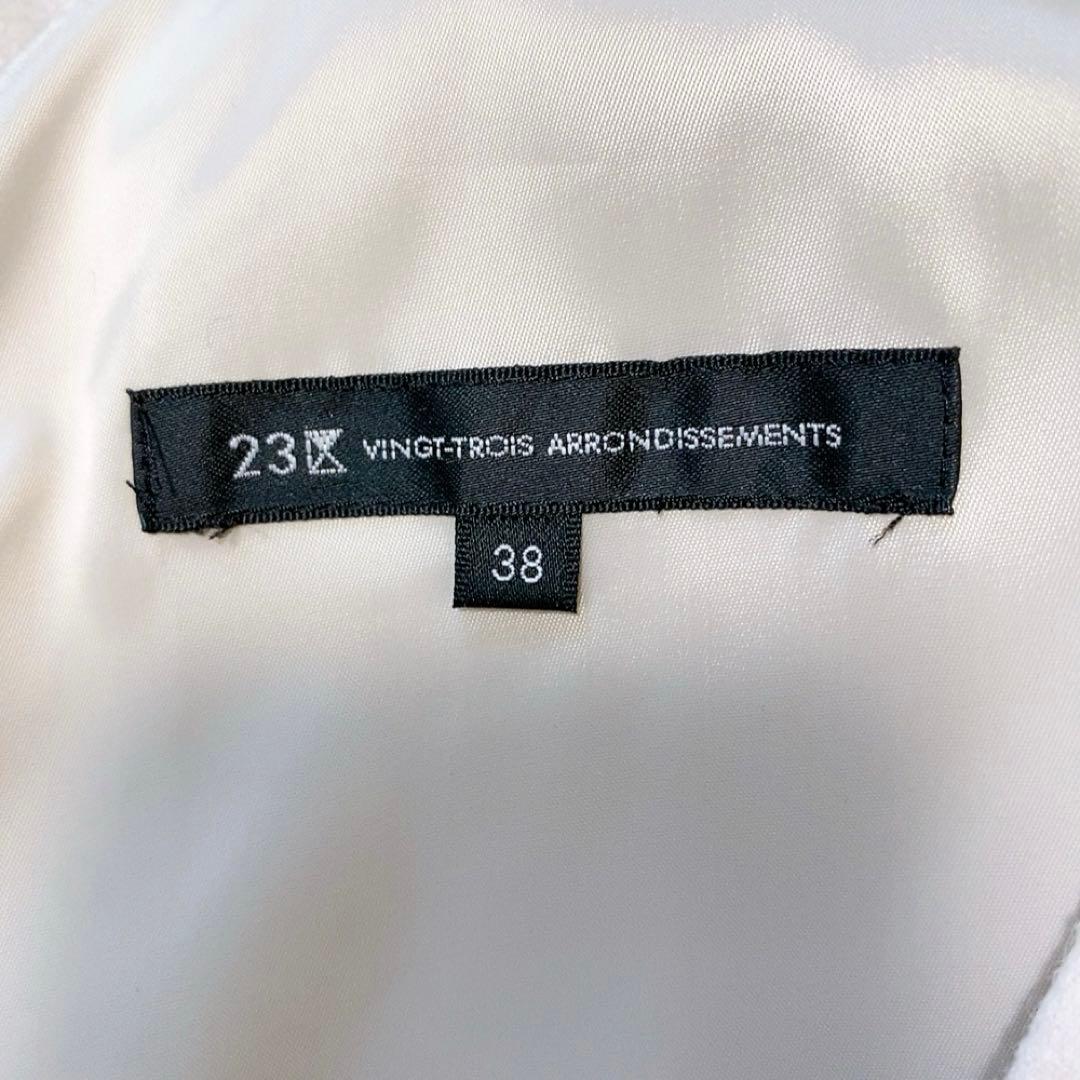 23区 VINGT-TROIS ARRONDISSEMENTS
38